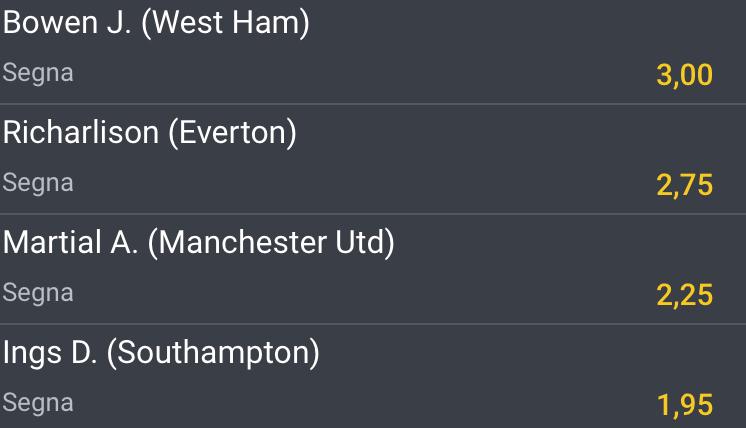 Bowen J. (West Ham)
Segna 3,00
Richarlison (Everton)
Segna 2,75
Martial A. (Manchester Utd)
Segna 2,25
Ings D. (Southampton)
Segna 1,95